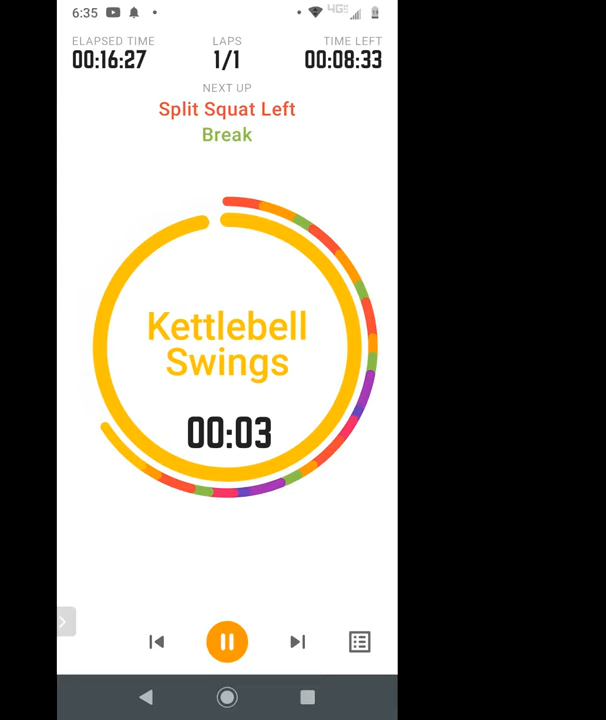 6:35
4G
ELAPSED TIME LAPS TIME LEFT
00:16:27 1/1 00:08:33
NEXT UP
Split Squat Left
Break
Kettlebell
Swings
00:03